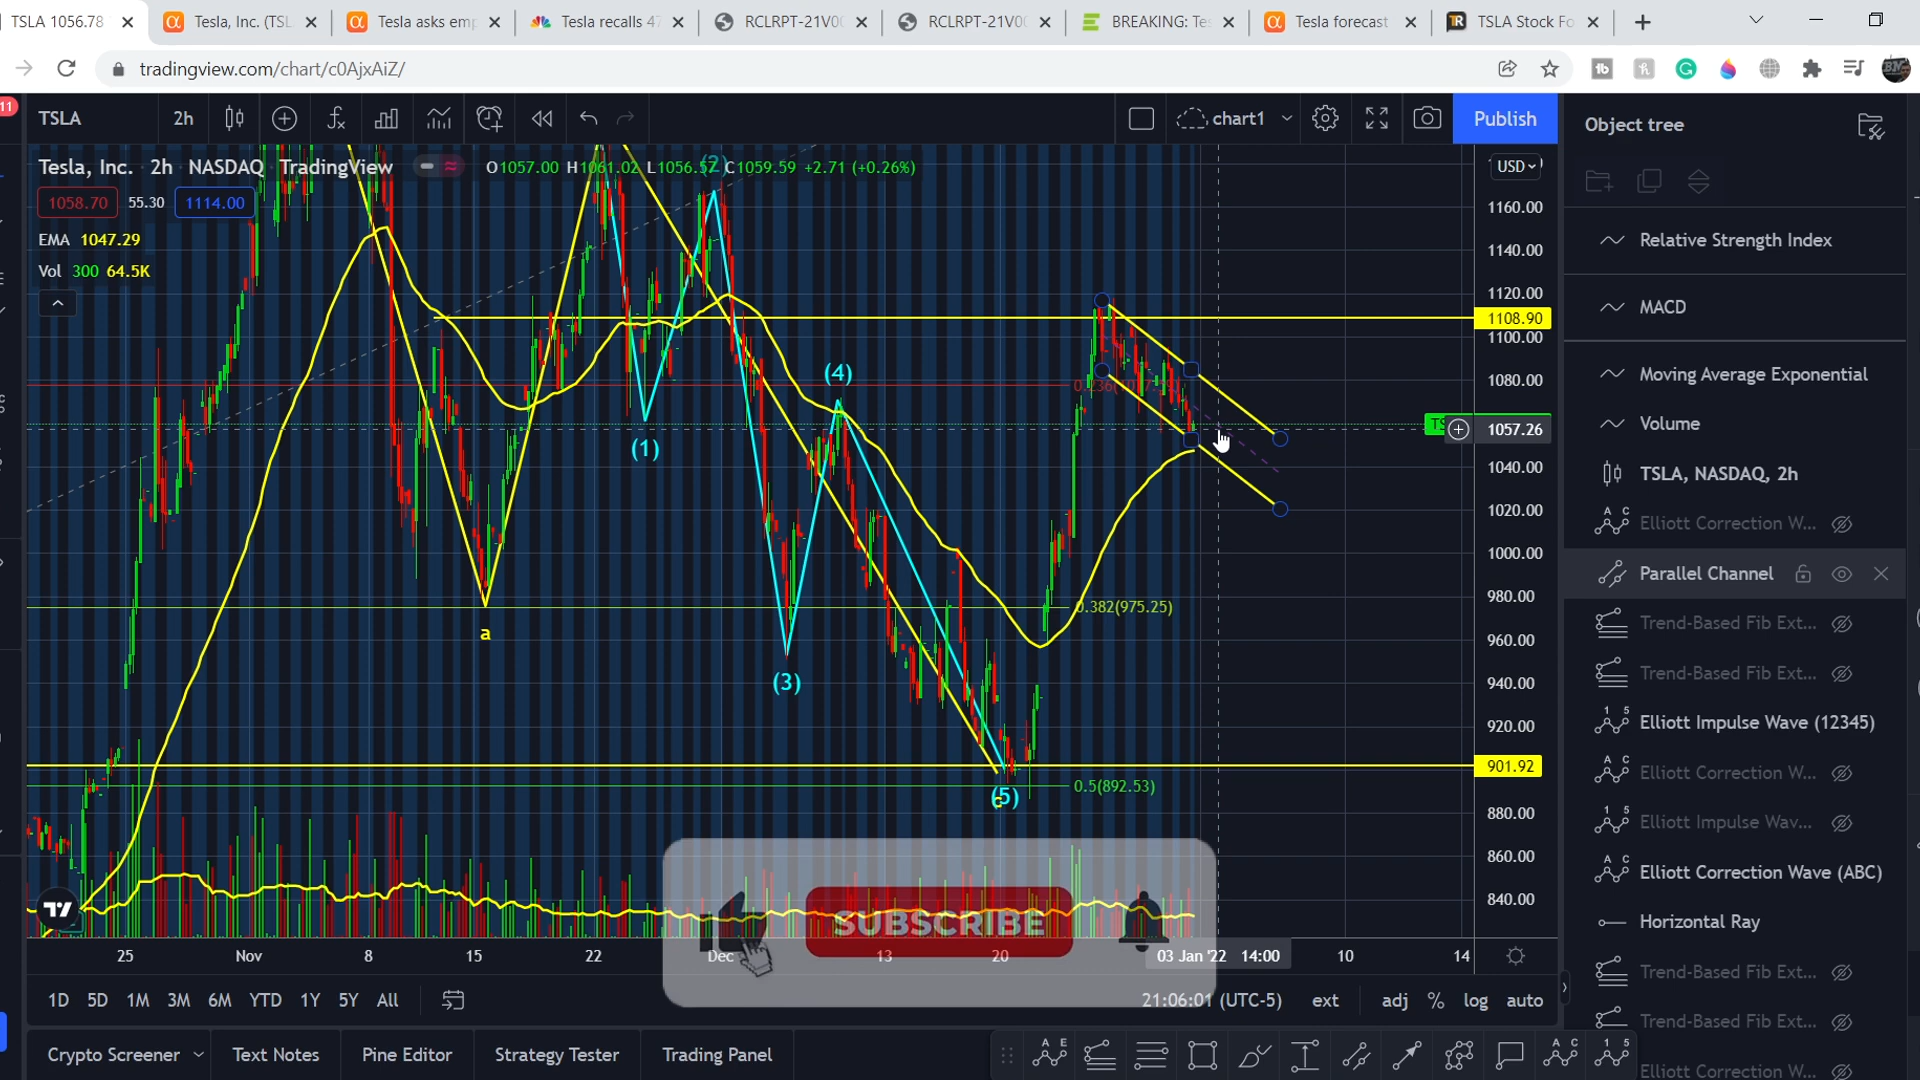 TSLA 1056.78
Tesla, Inc. (TSL
Tesla asks emp
Tesla recalls 47
RCLRPT-21V00
RCLRPT-21V00
BREAKING: Tes
Tesla forecast
TSLA Stock Fo
tradingview.com/chart/c0AjxAiZ/
11
TSLA
2h
chart1
Publish
Object tree
Tesla, Inc. 2h NASDAQ TradingView
O1057.00 H1061.02 L1056.57 C1059.59 +2.71 (+0.26%)
(2)
USD
1058.70 55.30 1114.00
EMA 1047.29
Vol 300 64.5K
1160.00
1140.00
1120.00
1108.90
1100.00
1080.00
1057.26
1040.00
1020.00
1000.00
980.00
960.00
940.00
920.00
901.92
880.00
860.00
840.00
(4)
(1)
0.382(975.25)
a
(3)
0.5(892.53)
(5)
SUBSCRIBE
25
Nov
8
15
22
Dec
13
20
03 Jan '22 14:00
10
14
1D 5D 1M 3M 6M YTD 1Y 5Y All
21:06:01 (UTC-5)
ext
adj % log auto
Crypto Screener
Text Notes
Pine Editor
Strategy Tester
Trading Panel
Relative Strength Index
MACD
Moving Average Exponential
Volume
TSLA, NASDAQ, 2h
Elliott Correction W...
Parallel Channel
Trend-Based Fib Ext...
Trend-Based Fib Ext...
Elliott Impulse Wave (12345)
Elliott Correction W...
Elliott Impulse Wav...
Elliott Correction Wave (ABC)
Horizontal Ray
Trend-Based Fib Ext...
Trend-Based Fib Ext...
Elliott Correction W...